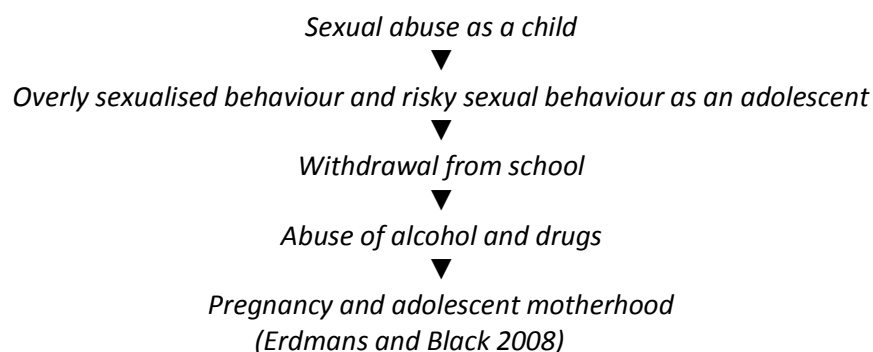 Sexual abuse as a child
Overly sexualised behaviour and risky sexual behaviour as an adolescent
Withdrawal from school
Abuse of alcohol and drugs
Pregnancy and adolescent motherhood
(Erdmans and Black 2008)